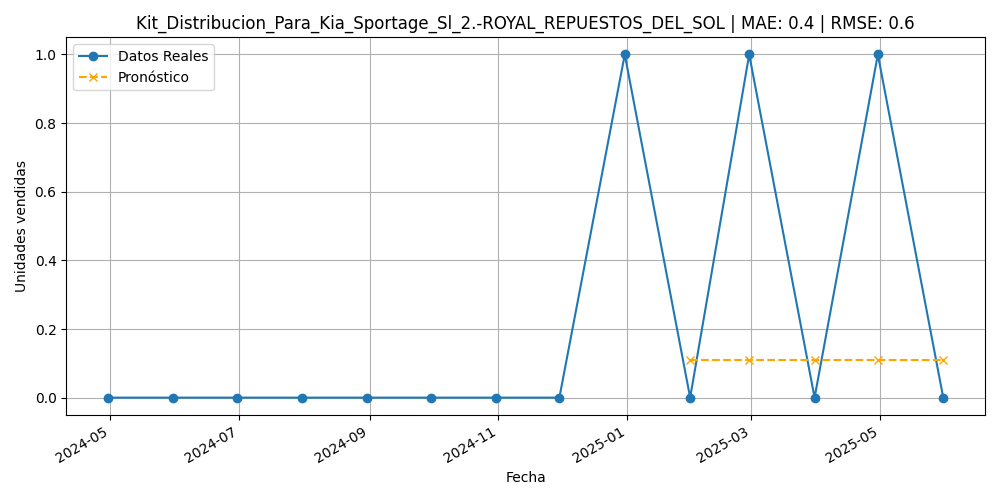 Kit_Distribucion_Para_Kia_Sportage_Sl_2.-ROYAL_REPUESTOS_DEL_SOL | MAE: 0.4 | RMSE: 0.6
Datos Reales
Pronóstico
Unidades vendidas
1.0
0.8
0.6
0.4
0.2
0.0
2024-05
2024-07
2024-09
2024-11
2025-01
2025-03
2025-05
Fecha